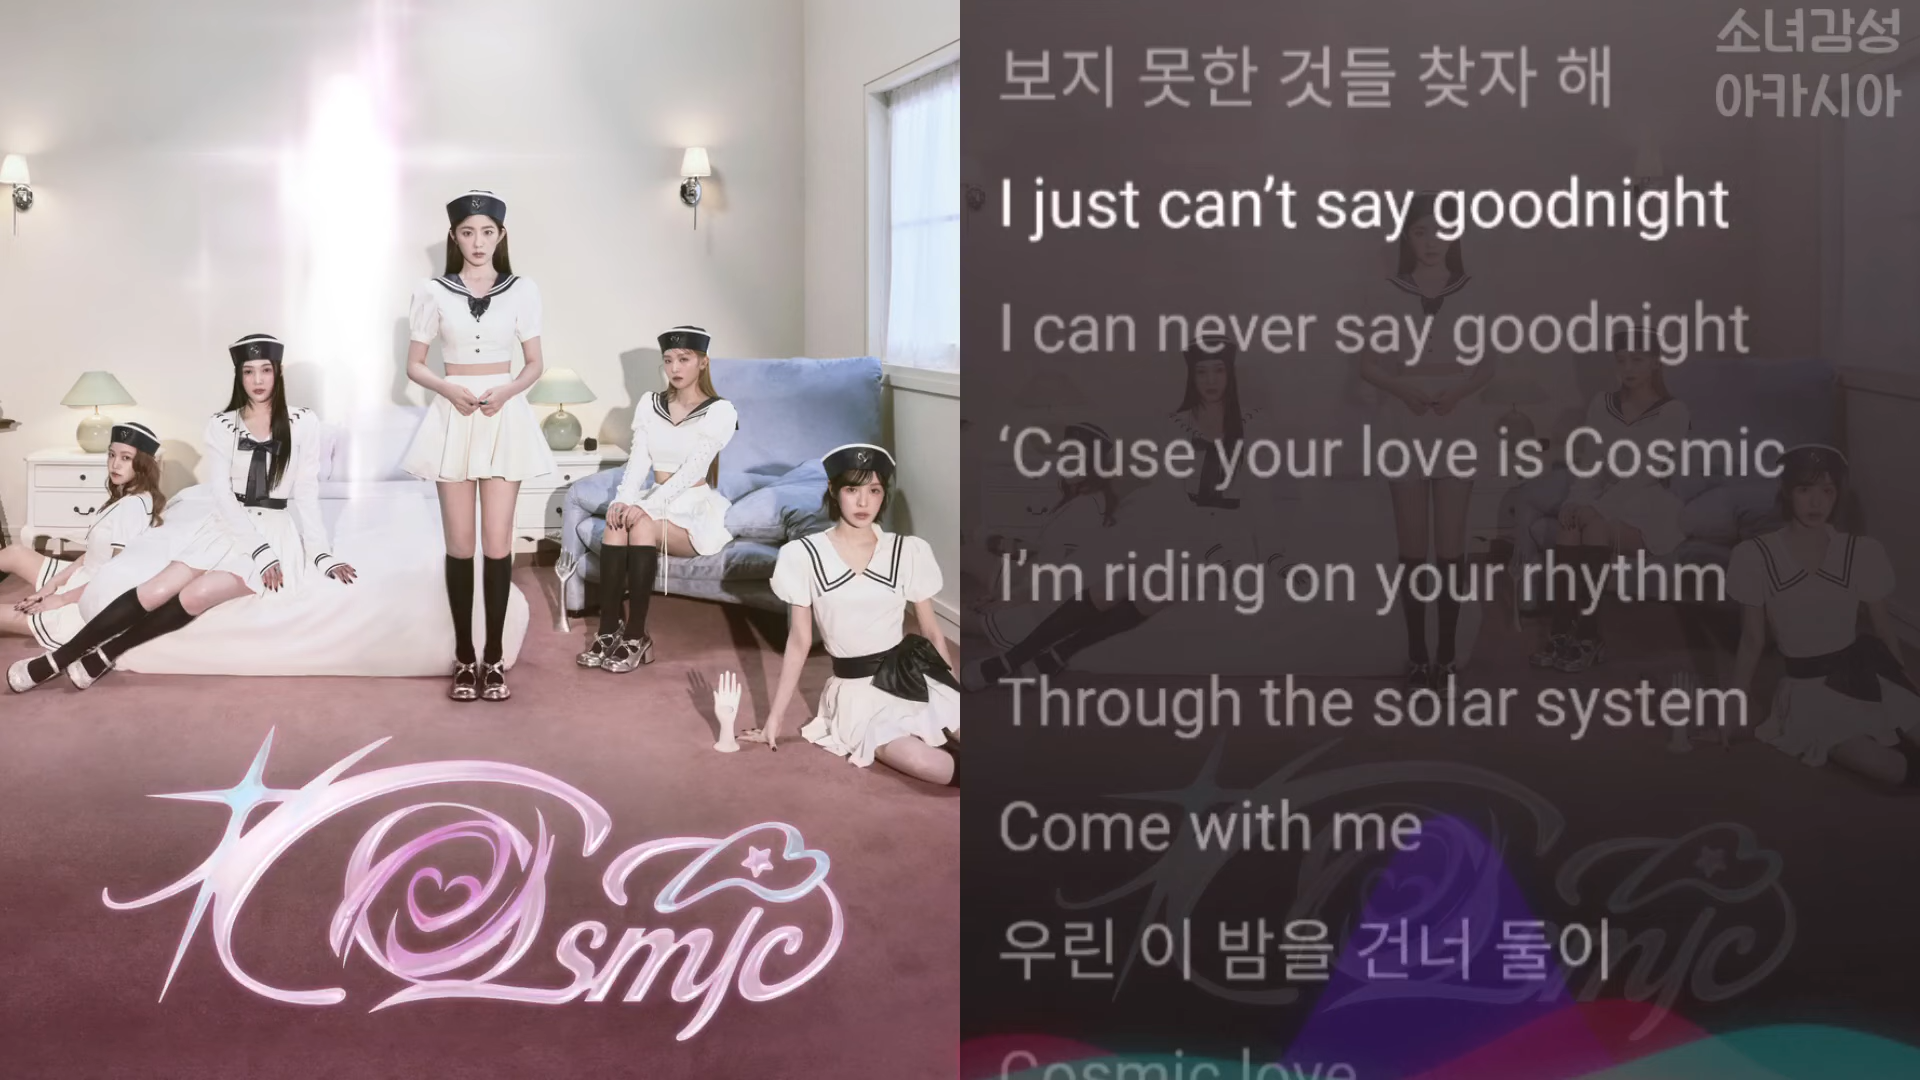 Cosmic
소녀감성
아카시아
보지 못한 것들 찾자 해
I just can’t say goodnight
I can never say goodnight
‘Cause your love is Cosmic
I’m riding on your rhythm
Through the solar system
Come with me
우린 이 밤을 건너 둘이
Cosmic love